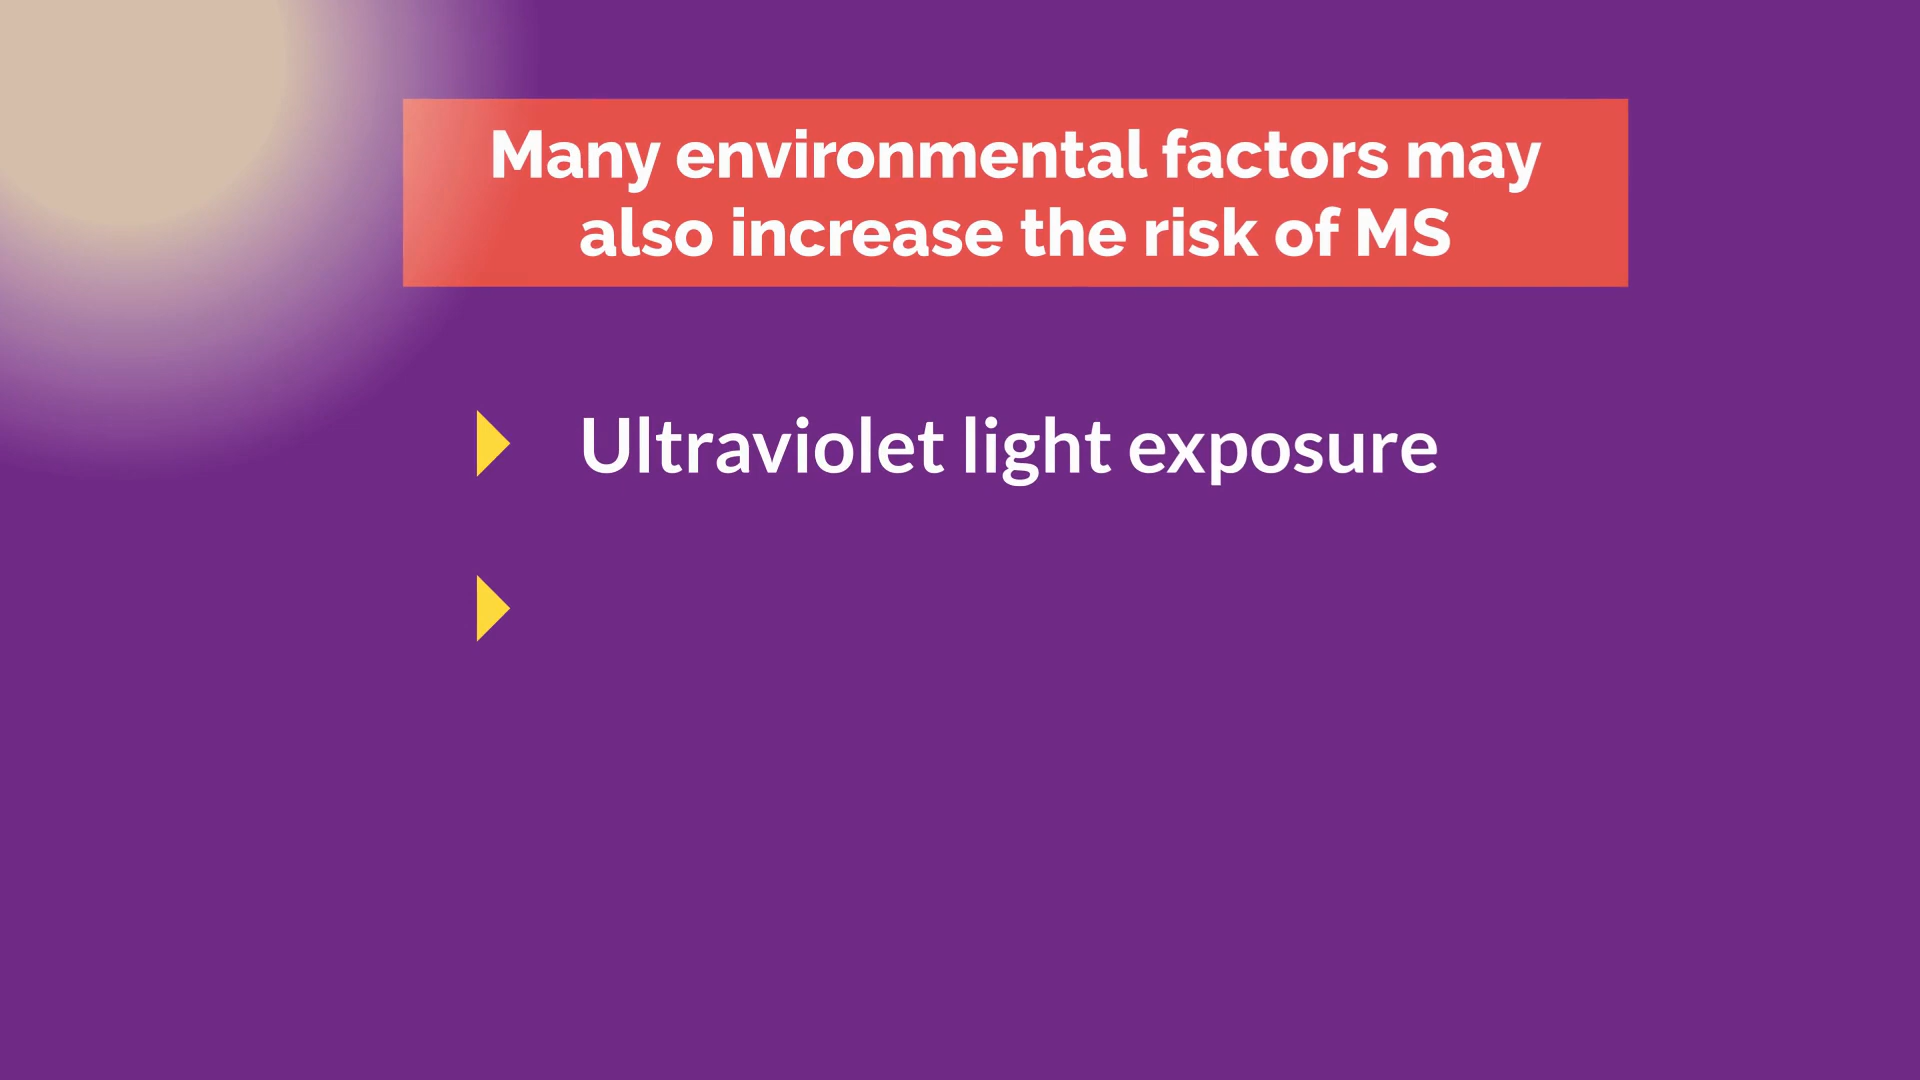 Many environmental factors may
also increase the risk of MS
Ultraviolet light exposure